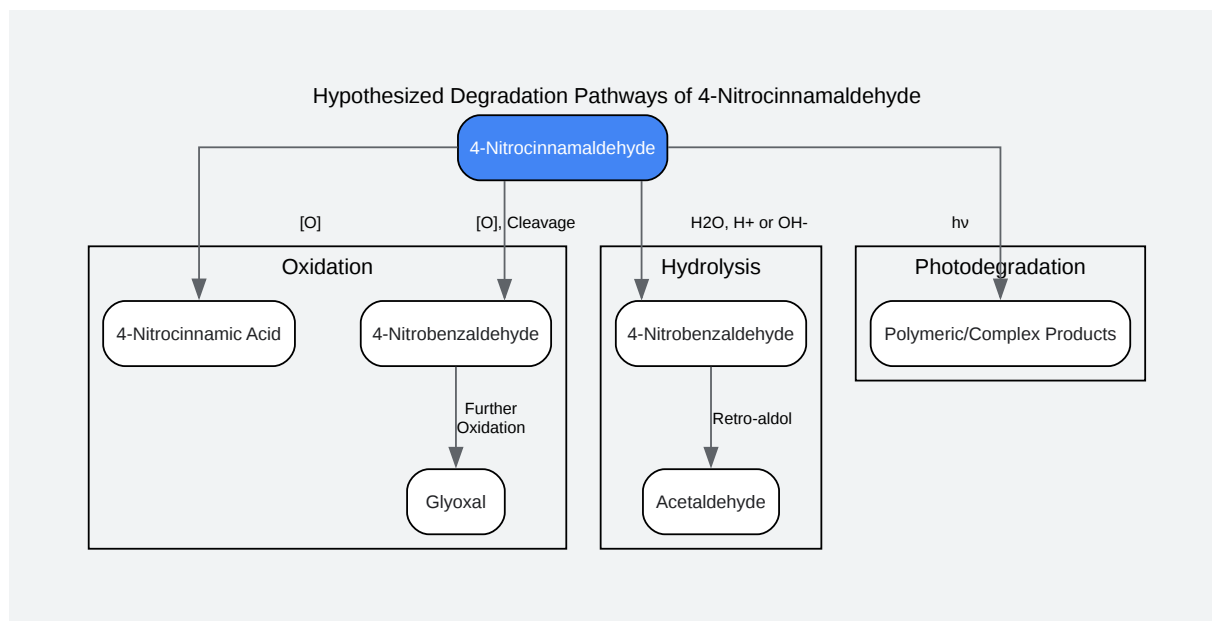 Hypothesized Degradation Pathways of 4-Nitrocinnamaldehyde
4-Nitrocinnamaldehyde
[O]
[O], Cleavage
H2O, H+ or OH-
hν
Oxidation
Hydrolysis
Photodegradation
4-Nitrocinnamic Acid
4-Nitrobenzaldehyde
4-Nitrobenzaldehyde
Polymeric/Complex Products
Further
Oxidation
Retro-aldol
Glyoxal
Acetaldehyde